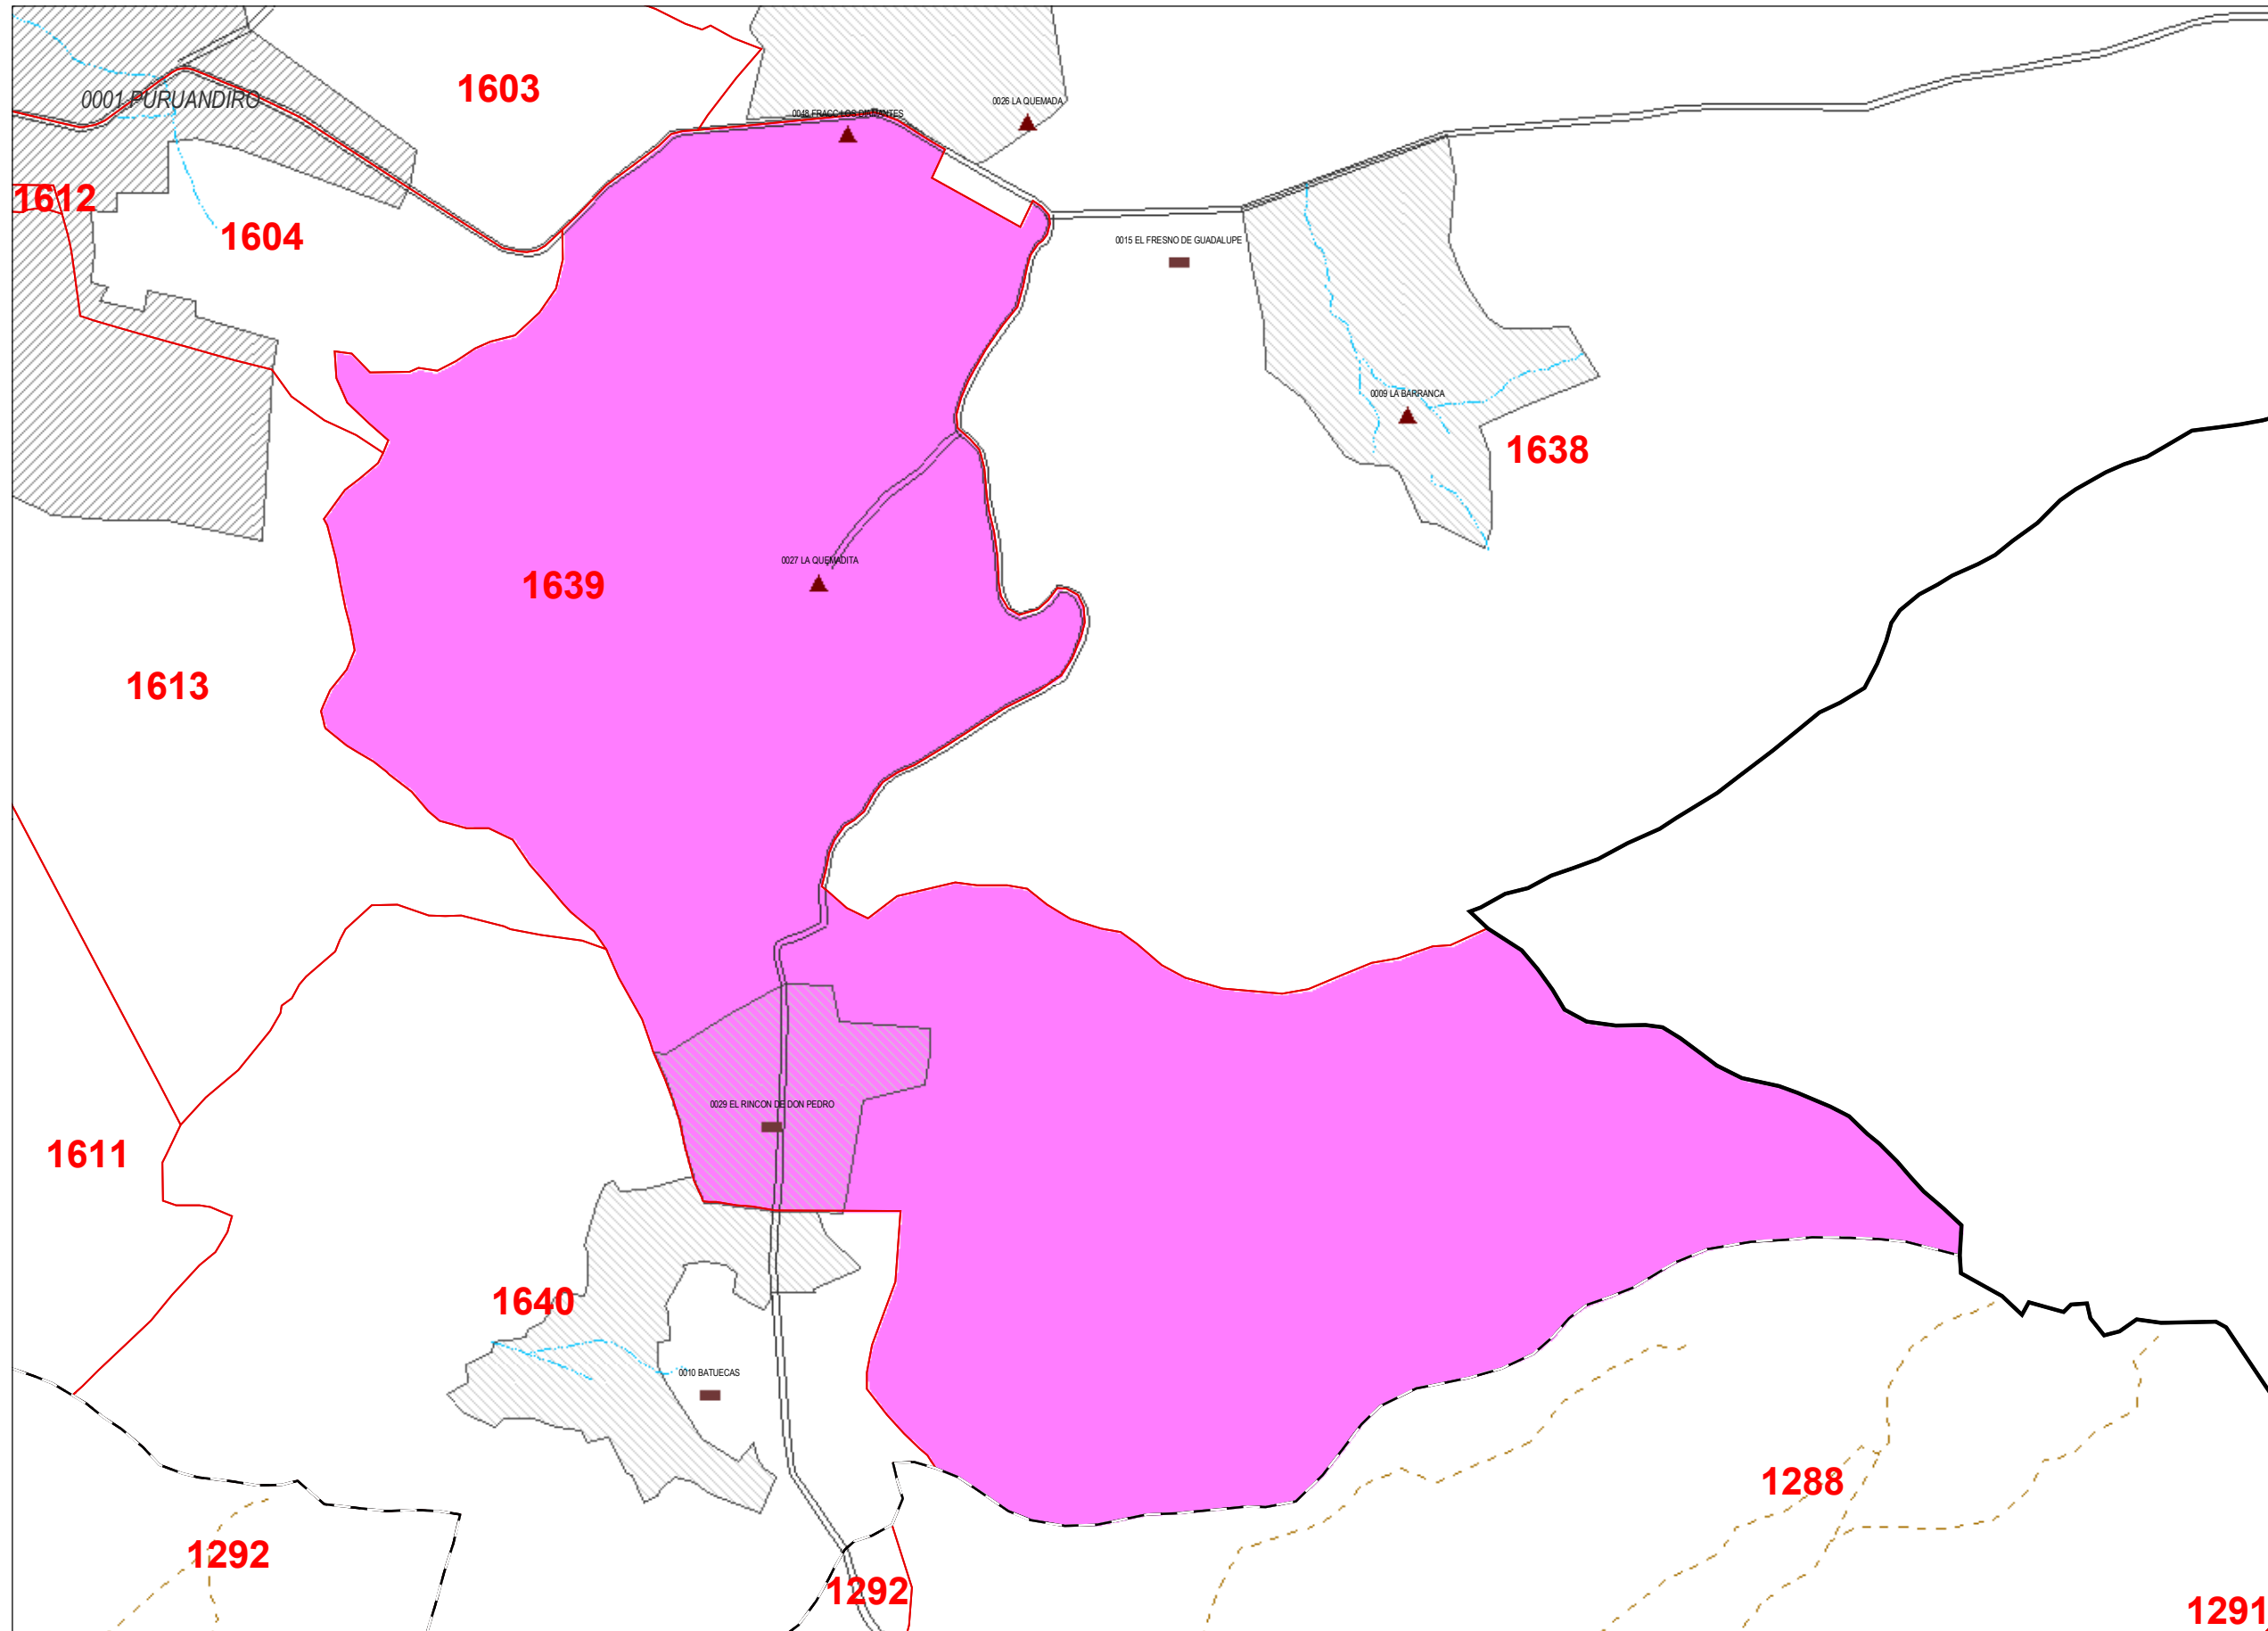 1603
0001 PURUANDIRO
0026 LA QUEMADA
0048 FRACC LOS DIAMANTES
1612
1604
0015 EL FRESNO DE GUADALUPE
0009 LA BARRANCA
1638
0027 LA QUEMADITA
1639
1613
0029 EL RINCON DE DON PEDRO
1611
1640
0010 BATUECAS
1288
1292
1292
1291